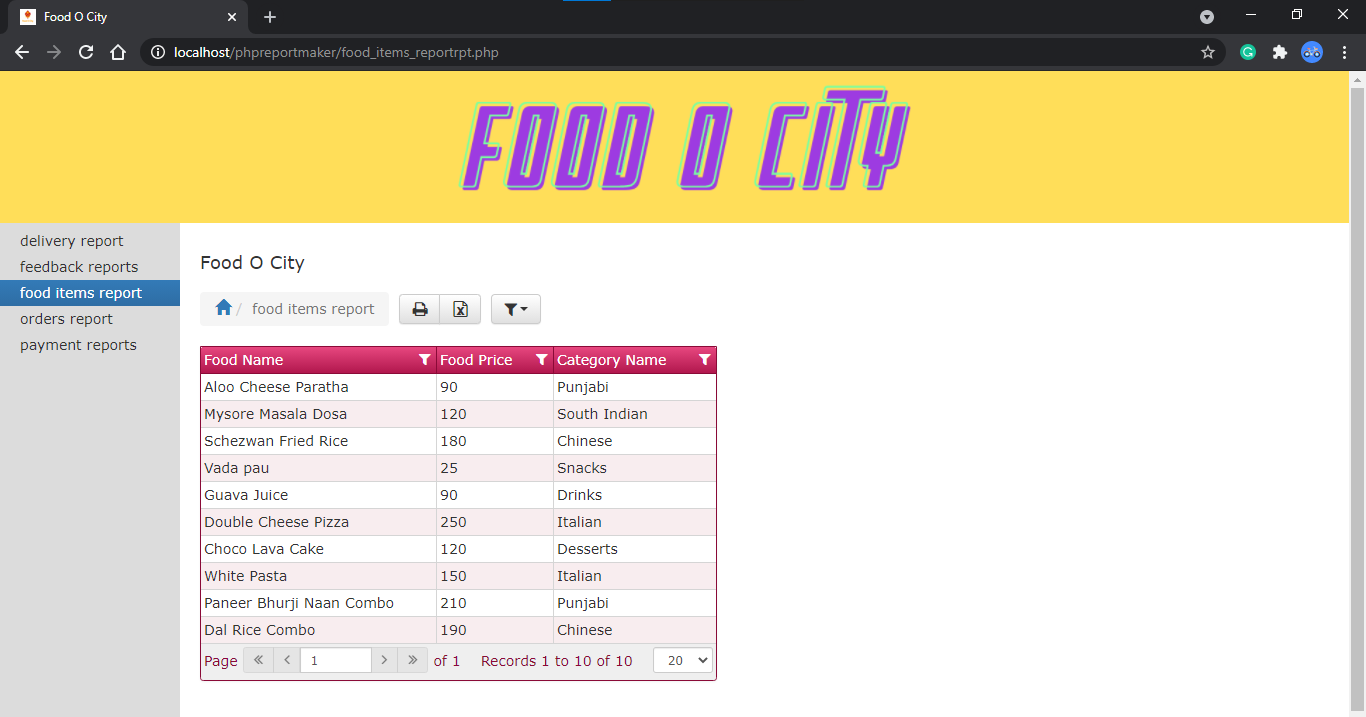 Food O City
localhost/phpreportmaker/food_items_reportrpt.php
FOOD O CITY
delivery report
feedback reports
food items report
orders report
payment reports
Food O City
/ food items report
Food Name Food Price Category Name
Aloo Cheese Paratha 90 Punjabi
Mysore Masala Dosa 120 South Indian
Schezwan Fried Rice 180 Chinese
Vada pau 25 Snacks
Guava Juice 90 Drinks
Double Cheese Pizza 250 Italian
Choco Lava Cake 120 Desserts
White Pasta 150 Italian
Paneer Bhurji Naan Combo 210 Punjabi
Dal Rice Combo 190 Chinese
Page 1 of 1 Records 1 to 10 of 10 20